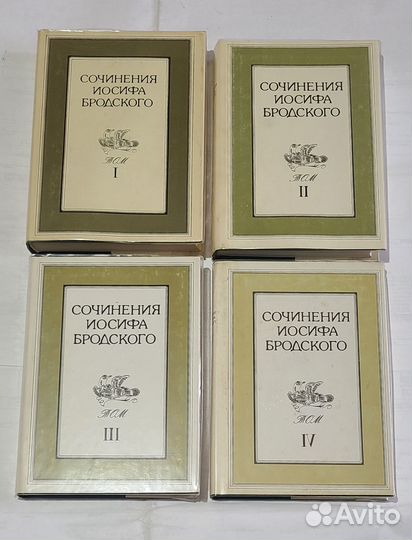 СОЧИНЕНИЯ
ИОСИФА
БРОДСКОГО
ТОМ
I
СОЧИНЕНИЯ
ИОСИФА
БРОДСКОГО
ТОМ
II
СОЧИНЕНИЯ
ИОСИФА
БРОДСКОГО
ТОМ
III
СОЧИНЕНИЯ
ИОСИФА
БРОДСКОГО
ТОМ
IV
Avito